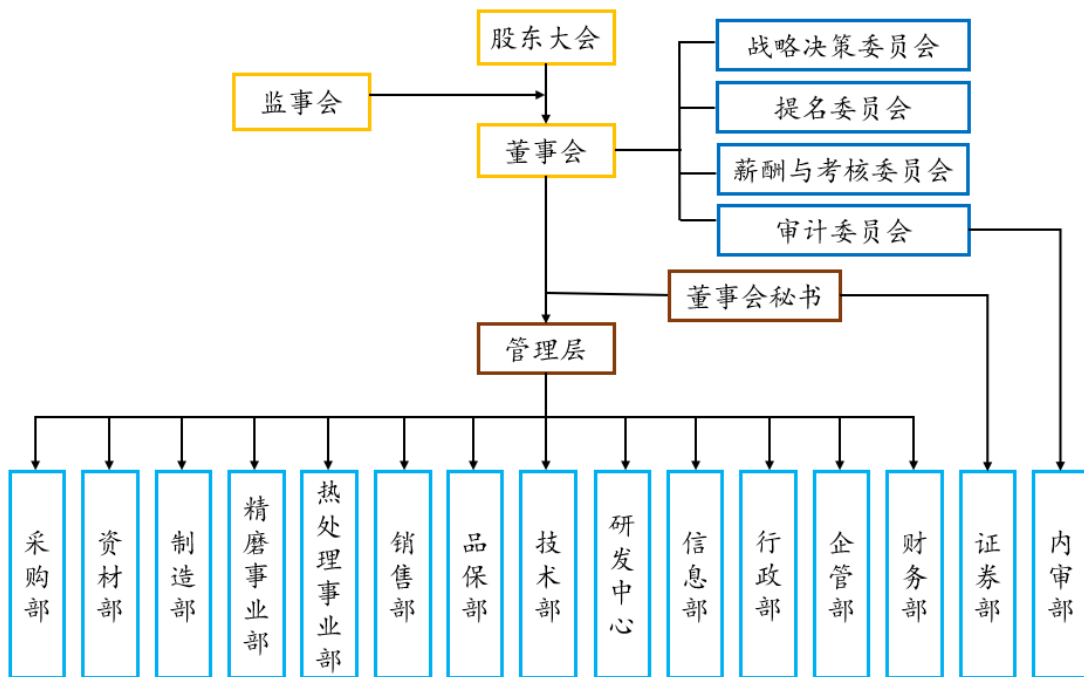 股东大会
战略决策委员会
监事会
提名委员会
董事会
薪酬与考核委员会
审计委员会
董事会秘书
管理层
采购部
资材部
制造部
精磨事业部
热处理事业部
销售部
品保部
技术部
研发中心
信息部
行政部
企管部
财务部
证券部
内审部